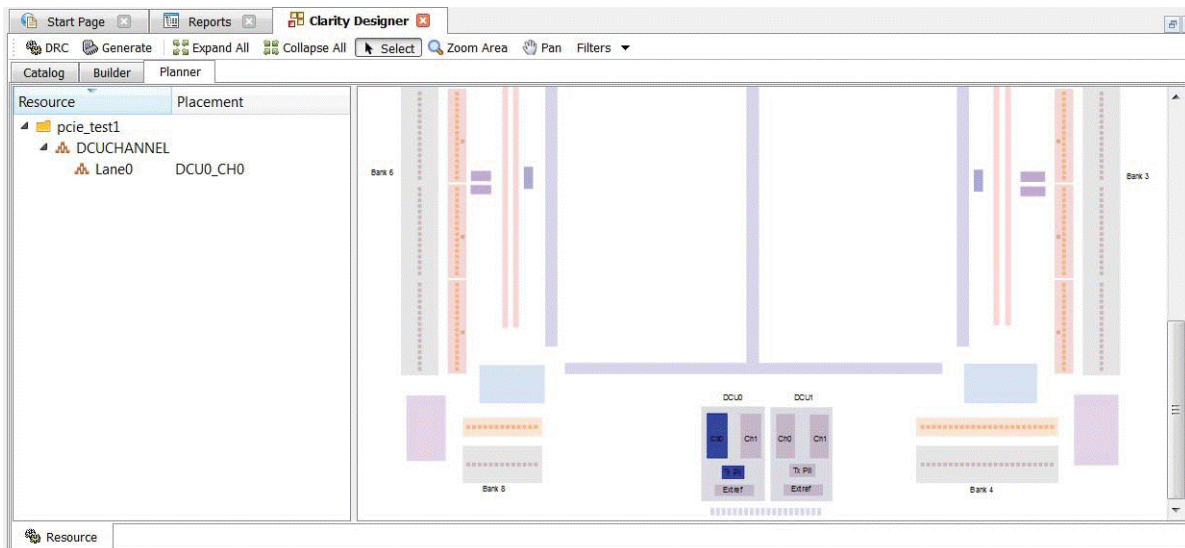 Start Page Reports Clarity Designer
DRC Generate Expand All Collapse All Select Zoom Area Pan Filters
Catalog Builder Planner
Resource Placement
pcie_test1
DCUCHANNEL
Lane0 DCU0_CH0
Bank 6
Bank 3
DCU0 DCU1
Ch1 Ch0 Ch1
Tx Pll
Extref Extref
Bank 8
Bank 4
Resource